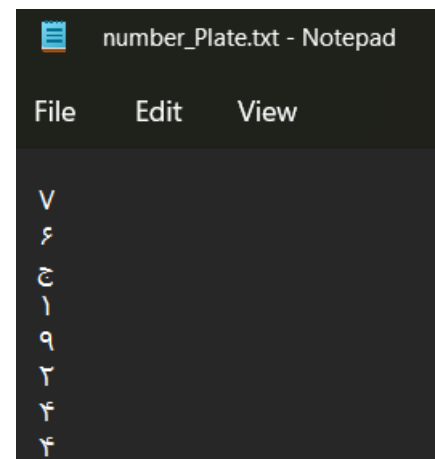 number_Plate.txt - Notepad
File Edit View
۷
۶
ج
۱
۹
۲
۴
۴